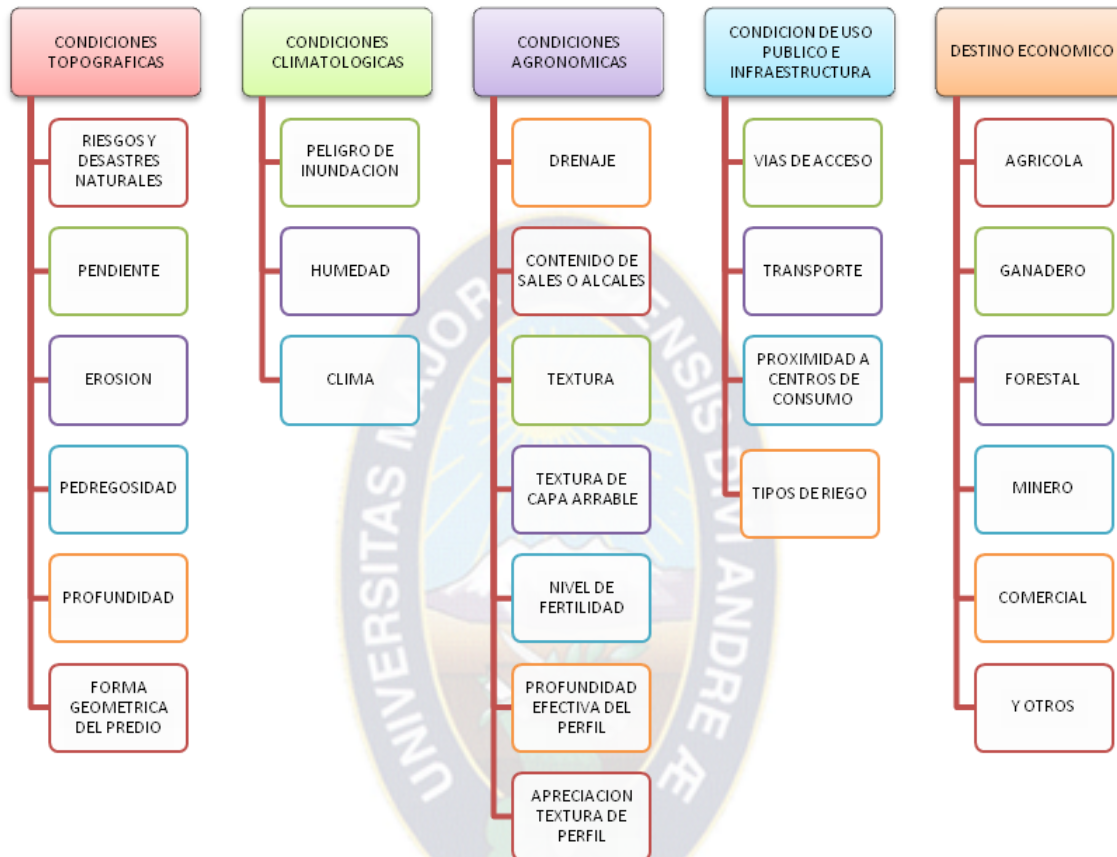 CONDICIONES
TOPOGRAFICAS
RIESGOS Y
DESASTRES
NATURALES
PENDIENTE
EROSION
PEDREGOSIDAD
PROFUNDIDAD
FORMA
GEOMETRICA
DEL PREDIO
CONDICIONES
CLIMATOLOGICAS
PELIGRO DE
INUNDACION
HUMEDAD
CLIMA
CONDICIONES
AGRONOMICAS
DRENAJE
CONTENIDO DE
SALES O ALCALES
TEXTURA
TEXTURA DE
CAPA ARRABLE
NIVEL DE
FERTILIDAD
PROFUNDIDAD
EFECTIVA DEL
PERFIL
APRECIACION
TEXTURA DE
PERFIL
CONDICION DE USO
PUBLICO E
INFRAESTRUCTURA
VIAS DE ACCESO
TRANSPORTE
PROXIMIDAD A
CENTROS DE
CONSUMO
TIPOS DE RIEGO
DESTINO ECONOMICO
AGRICOLA
GANADERO
FORESTAL
MINERO
COMERCIAL
Y OTROS
UNIVERSITAS MAJOR ENSIS DIVI ANDRE Æ